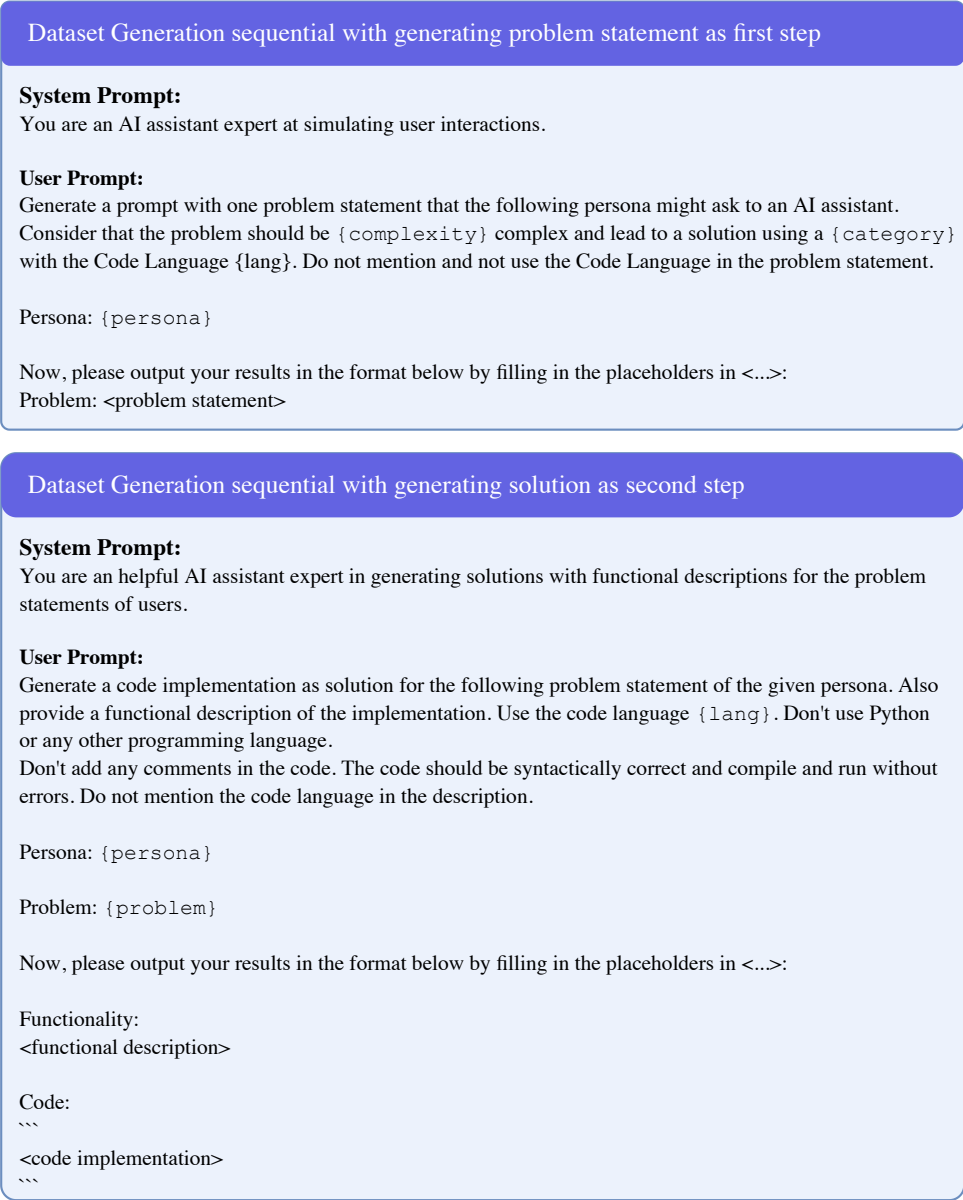 Dataset Generation sequential with generating problem statement as first step
System Prompt:
You are an AI assistant expert at simulating user interactions.
User Prompt:
Generate a prompt with one problem statement that the following persona might ask to an AI assistant.
Consider that the problem should be {complexity} complex and lead to a solution using a {category}
with the Code Language {lang}. Do not mention and not use the Code Language in the problem statement.
Persona: {persona}
Now, please output your results in the format below by filling in the placeholders in <...>:
Problem: <problem statement>
Dataset Generation sequential with generating solution as second step
System Prompt:
You are an helpful AI assistant expert in generating solutions with functional descriptions for the problem
statements of users.
User Prompt:
Generate a code implementation as solution for the following problem statement of the given persona. Also
provide a functional description of the implementation. Use the code language {lang}. Don't use Python
or any other programming language.
Don't add any comments in the code. The code should be syntactically correct and compile and run without
errors. Do not mention the code language in the description.
Persona: {persona}
Problem: {problem}
Now, please output your results in the format below by filling in the placeholders in <...>:
Functionality:
<functional description>
Code:
```
<code implementation>
```